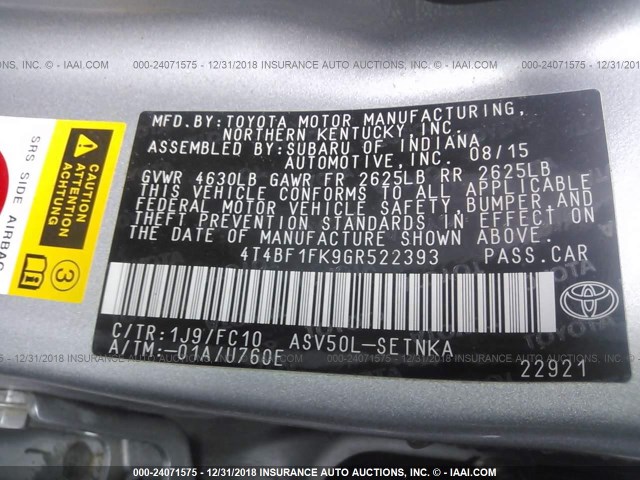 000-24071575 - 12/31/2018 INSURANCE AUTO AUCTIONS, INC. © - IAAI.COM
MFD.BY:TOYOTA MOTOR MANUFACTURING,
NORTHERN KENTUCKY,INC.
ASSEMBLED.BY:SUBARU OF INDIANA
AUTOMOTIVE,INC. 08/15
GVWR 4630LB GAWR FR 2625LB RR 2625LB
THIS VEHICLE CONFORMS TO ALL APPLICABLE
FEDERAL MOTOR VEHICLE SAFETY, BUMPER,AND
THEFT PREVENTION STANDARDS IN EFFECT ON
THE DATE OF MANUFACTURE SHOWN ABOVE.
4T4BF1FK9GR522393 PASS.CAR
C/TR:1J9/FC10 ASV50L-SETNKA
A/TM:-01A/U760E
22921
CAUTION
ATTENTION
ACHTUNG
SRS SIDE AIRBAG
3
000-24071575 - 12/31/2018 INSURANCE AUTO AUCTIONS, INC. © - IAAI.COM